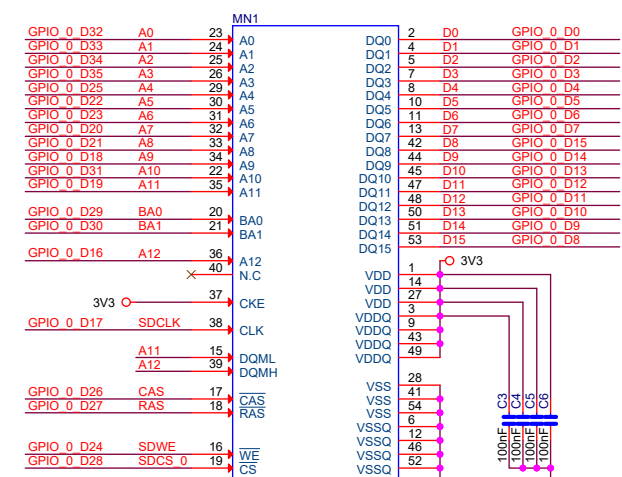 MN1
GPIO_0_D32 A0 23 A0 DQ0 2 D0 GPIO_0_D0
GPIO_0_D33 A1 24 A1 DQ1 4 D1 GPIO_0_D1
GPIO_0_D34 A2 25 A2 DQ2 5 D2 GPIO_0_D2
GPIO_0_D35 A3 26 A3 DQ3 7 D3 GPIO_0_D3
GPIO_0_D25 A4 29 A4 DQ4 8 D4 GPIO_0_D4
GPIO_0_D22 A5 30 A5 DQ5 10 D5 GPIO_0_D5
GPIO_0_D23 A6 31 A6 DQ6 11 D6 GPIO_0_D6
GPIO_0_D20 A7 32 A7 DQ7 13 D7 GPIO_0_D7
GPIO_0_D21 A8 33 A8 DQ8 42 D8 GPIO_0_D15
GPIO_0_D18 A9 34 A9 DQ9 44 D9 GPIO_0_D14
GPIO_0_D31 A10 22 A10 DQ10 45 D10 GPIO_0_D13
GPIO_0_D19 A11 35 A11 DQ11 47 D11 GPIO_0_D12
DQ12 48 D12 GPIO_0_D11
GPIO_0_D29 BA0 20 BA0 DQ13 50 D13 GPIO_0_D10
GPIO_0_D30 BA1 21 BA1 DQ14 51 D14 GPIO_0_D9
DQ15 53 D15 GPIO_0_D8
GPIO_0_D16 A12 36 A12 3V3
40 N.C VDD 1
VDD 14
3V3 37 CKE VDD 27
VDDQ 3
GPIO_0_D17 SDCLK 38 CLK VDDQ 9
VDDQ 43
A11 15 DQML VDDQ 49
A12 39 DQMH
VSS 28
GPIO_0_D26 CAS 17 CAS VSS 41
GPIO_0_D27 RAS 18 RAS VSS 54
VSSQ 6
VSSQ 12
GPIO_0_D24 SDWE 16 WE VSSQ 46
GPIO_0_D28 SDCS_0 19 CS VSSQ 52
C3 100nF
C4 100nF
C5 100nF
C6 100nF